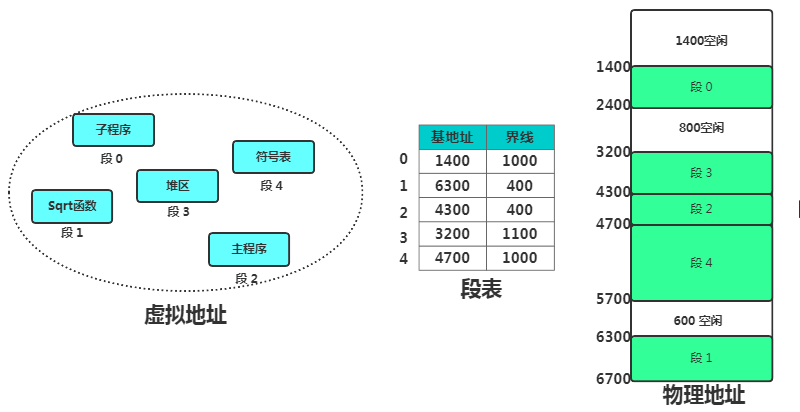 子程序
段 0
符号表
段 4
堆区
段 3
Sqrt函数
段 1
主程序
段 2
虚拟地址
基地址 界线
0 1400 1000
1 6300 400
2 4300 400
3 3200 1100
4 4700 1000
段表
1400空闲
1400
段 0
2400
800空闲
3200
段 3
4300
段 2
4700
段 4
5700
600 空闲
6300
段 1
6700
物理地址